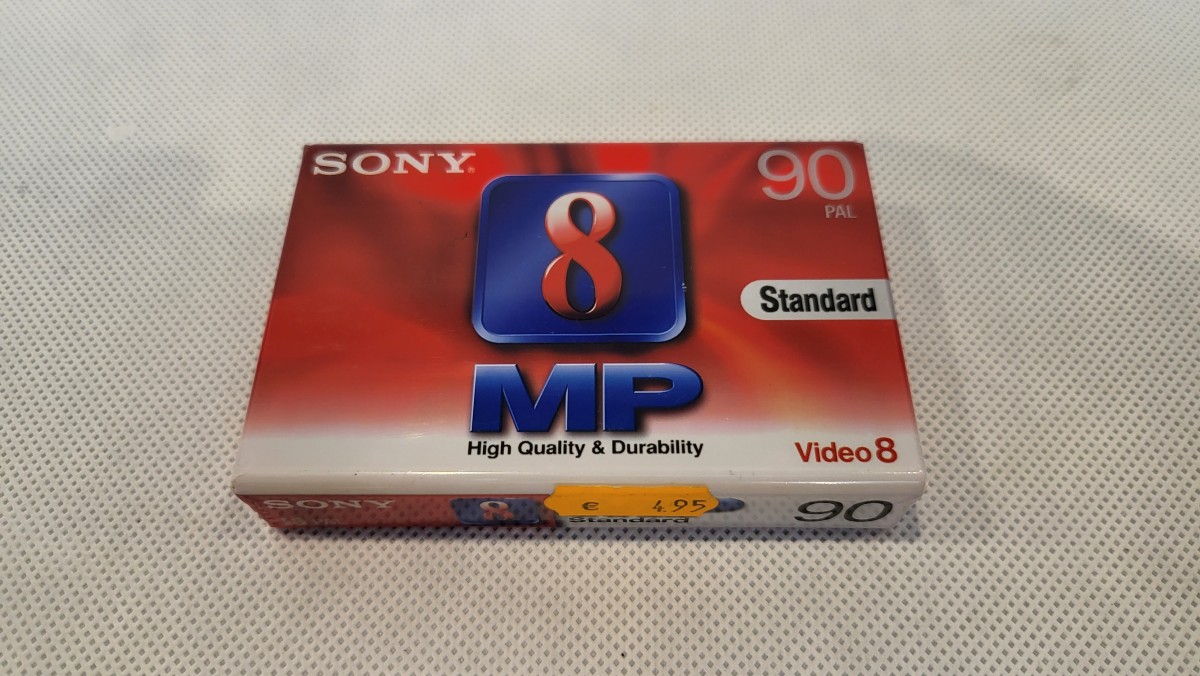 SONY
90
PAL
8
Standard
MP
High Quality & Durability
Video 8
SONY
8
€ 4.95
Standard
90